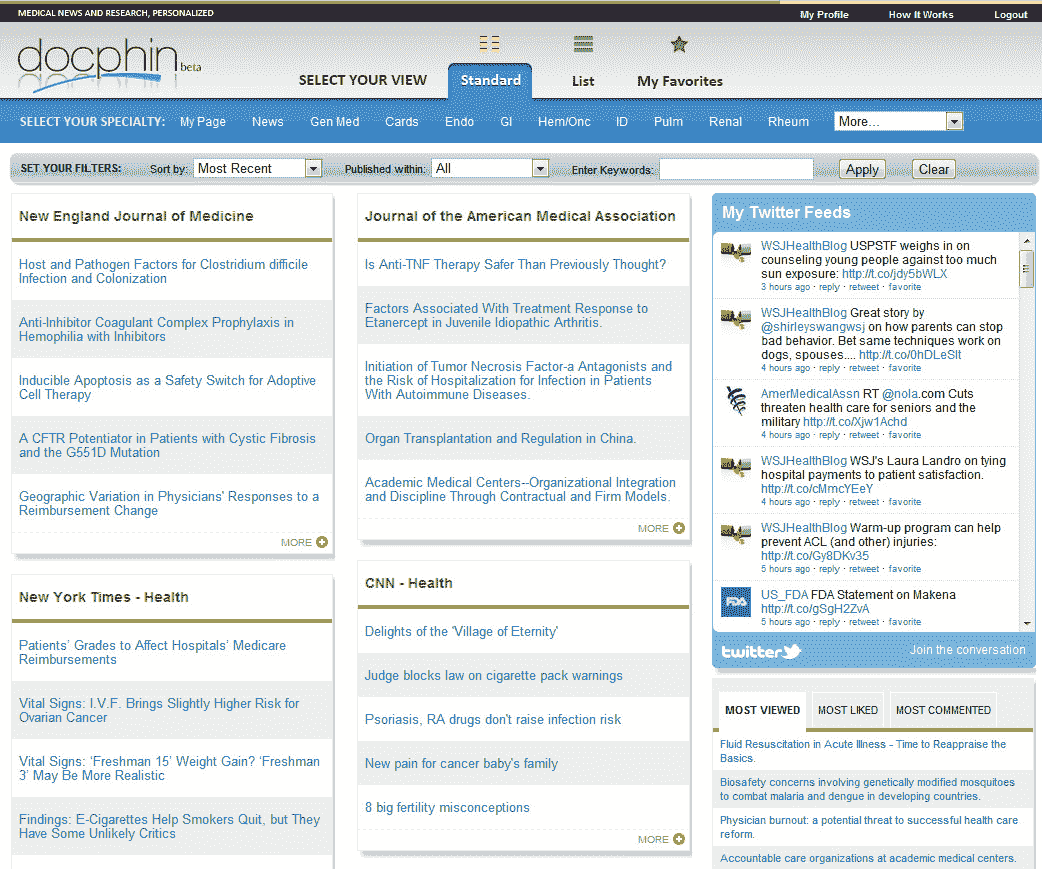 MEDICAL NEWS AND RESEARCH, PERSONALIZED
My Profile How It Works Logout
docphin beta
SELECT YOUR VIEW Standard List My Favorites
SELECT YOUR SPECIALTY: My Page News Gen Med Cards Endo GI Hem/Onc ID Pulm Renal Rheum More...
SET YOUR FILTERS: Sort by: Most Recent Published within: All Enter Keywords: Apply Clear
New England Journal of Medicine
Host and Pathogen Factors for Clostridium difficile
Infection and Colonization
Anti-Inhibitor Coagulant Complex Prophylaxis in
Hemophilia with Inhibitors
Inducible Apoptosis as a Safety Switch for Adoptive
Cell Therapy
A CFTR Potentiator in Patients with Cystic Fibrosis
and the G551D Mutation
Geographic Variation in Physicians' Responses to a
Reimbursement Change
MORE
New York Times - Health
Patients’ Grades to Affect Hospitals’ Medicare
Reimbursements
Vital Signs: I.V.F. Brings Slightly Higher Risk for
Ovarian Cancer
Vital Signs: ‘Freshman 15’ Weight Gain? ‘Freshman
3’ May Be More Realistic
Findings: E-Cigarettes Help Smokers Quit, but They
Have Some Unlikely Critics
Journal of the American Medical Association
Is Anti-TNF Therapy Safer Than Previously Thought?
Factors Associated With Treatment Response to
Etanercept in Juvenile Idiopathic Arthritis.
Initiation of Tumor Necrosis Factor-a Antagonists and
the Risk of Hospitalization for Infection in Patients
With Autoimmune Diseases.
Organ Transplantation and Regulation in China.
Academic Medical Centers--Organizational Integration
and Discipline Through Contractual and Firm Models.
MORE
CNN - Health
Delights of the 'Village of Eternity'
Judge blocks law on cigarette pack warnings
Psoriasis, RA drugs don't raise infection risk
New pain for cancer baby's family
8 big fertility misconceptions
MORE
My Twitter Feeds
WSJHealthBlog USPSTF weighs in on
counseling young people against too much
sun exposure: http://t.co/jdy5bWLX
3 hours ago · reply · retweet · favorite
WSJHealthBlog Great story by
@shirleyswangwsj on how parents can stop
bad behavior. Bet same techniques work on
dogs, spouses.... http://t.co/0hDLeSlt
4 hours ago · reply · retweet · favorite
AmerMedicalAssn RT @nola.com Cuts
threaten health care for seniors and the
military http://t.co/Xjw1Achd
4 hours ago · reply · retweet · favorite
WSJHealthBlog WSJ's Laura Landro on tying
hospital payments to patient satisfaction.
http://t.co/cMmcYEeY
4 hours ago · reply · retweet · favorite
WSJHealthBlog Warm-up program can help
prevent ACL (and other) injuries:
http://t.co/Gy8DKv35
5 hours ago · reply · retweet · favorite
FDA
US_FDA FDA Statement on Makena
http://t.co/gSgH2ZvA
5 hours ago · reply · retweet · favorite
twitter Join the conversation
MOST VIEWED MOST LIKED MOST COMMENTED
Fluid Resuscitation in Acute Illness - Time to Reappraise the
Basics.
Biosafety concerns involving genetically modified mosquitoes
to combat malaria and dengue in developing countries.
Physician burnout: a potential threat to successful health care
reform.
Accountable care organizations at academic medical centers.